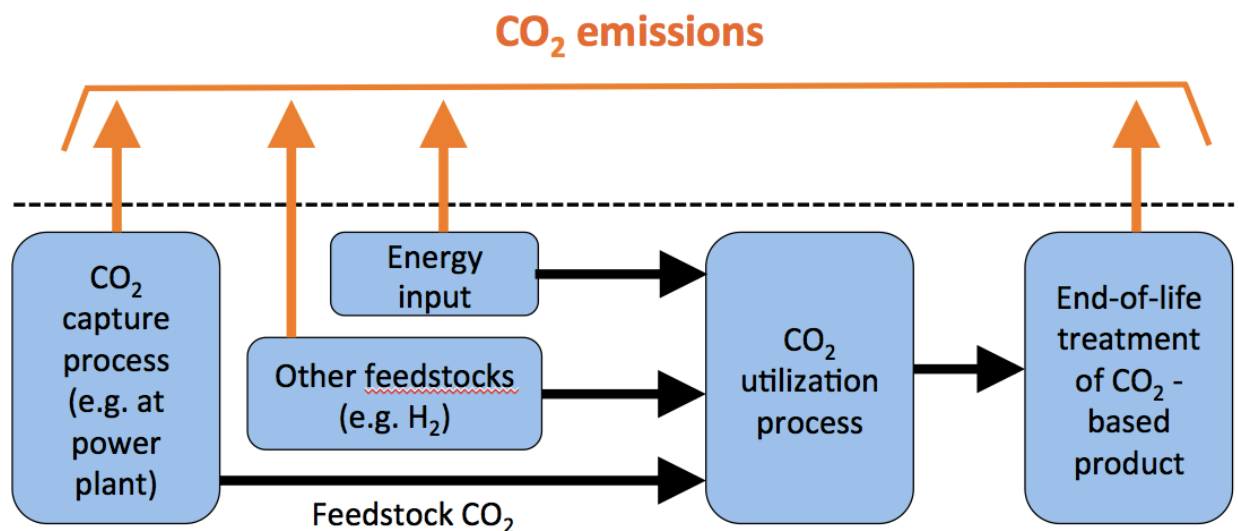 CO₂ emissions
CO₂
capture
process
(e.g. at
power
plant)
Energy
input
Other feedstocks
(e.g. H₂)
Feedstock CO₂
CO₂
utilization
process
End-of-life
treatment
of CO₂ -
based
product